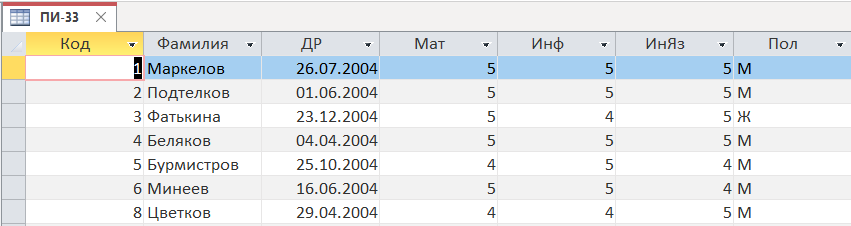 ПИ-33
Код Фамилия ДР Мат Инф ИнЯз Пол
1 Маркелов 26.07.2004 5 5 5 М
2 Подтелков 01.06.2004 5 5 5 М
3 Фатькина 23.12.2004 5 4 5 Ж
4 Беляков 04.04.2004 5 5 5 М
5 Бурмистров 25.10.2004 4 5 4 М
6 Минеев 16.06.2004 5 5 4 М
8 Цветков 29.04.2004 4 4 5 М